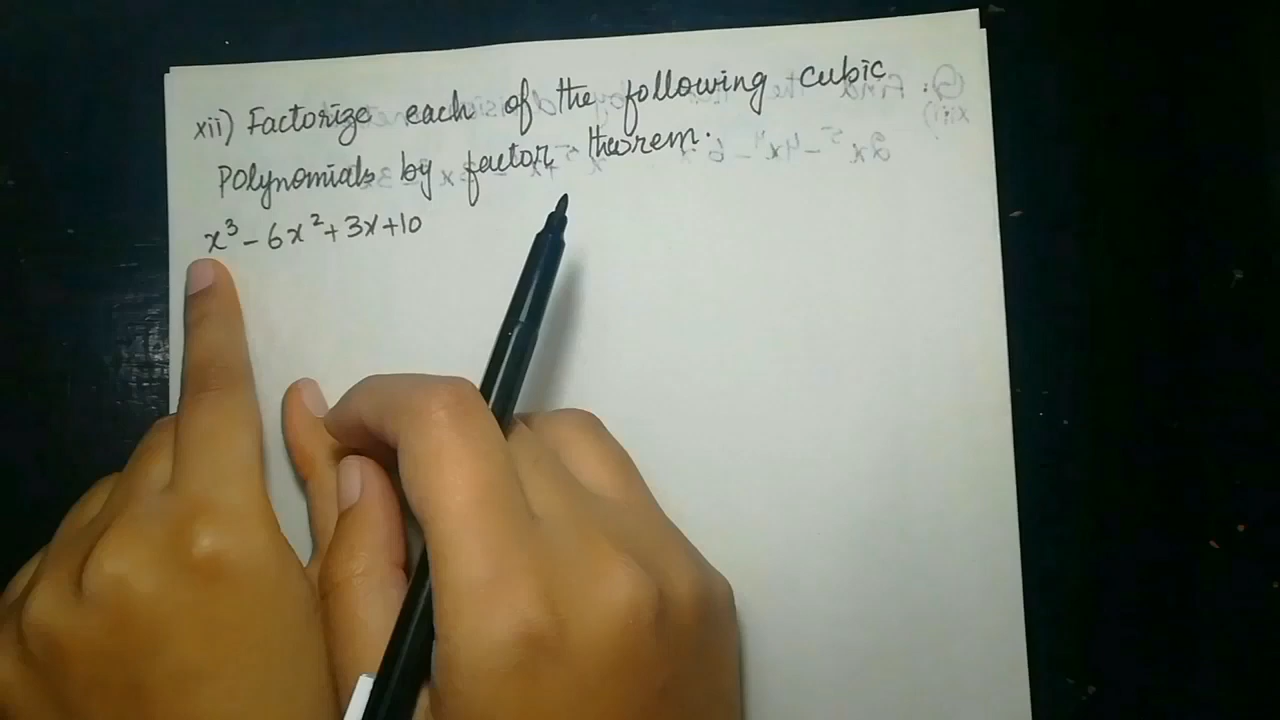 xii) Factorize each of the following cubic
Polynomials by factor theorem.
x³ - 6x² + 3x + 10